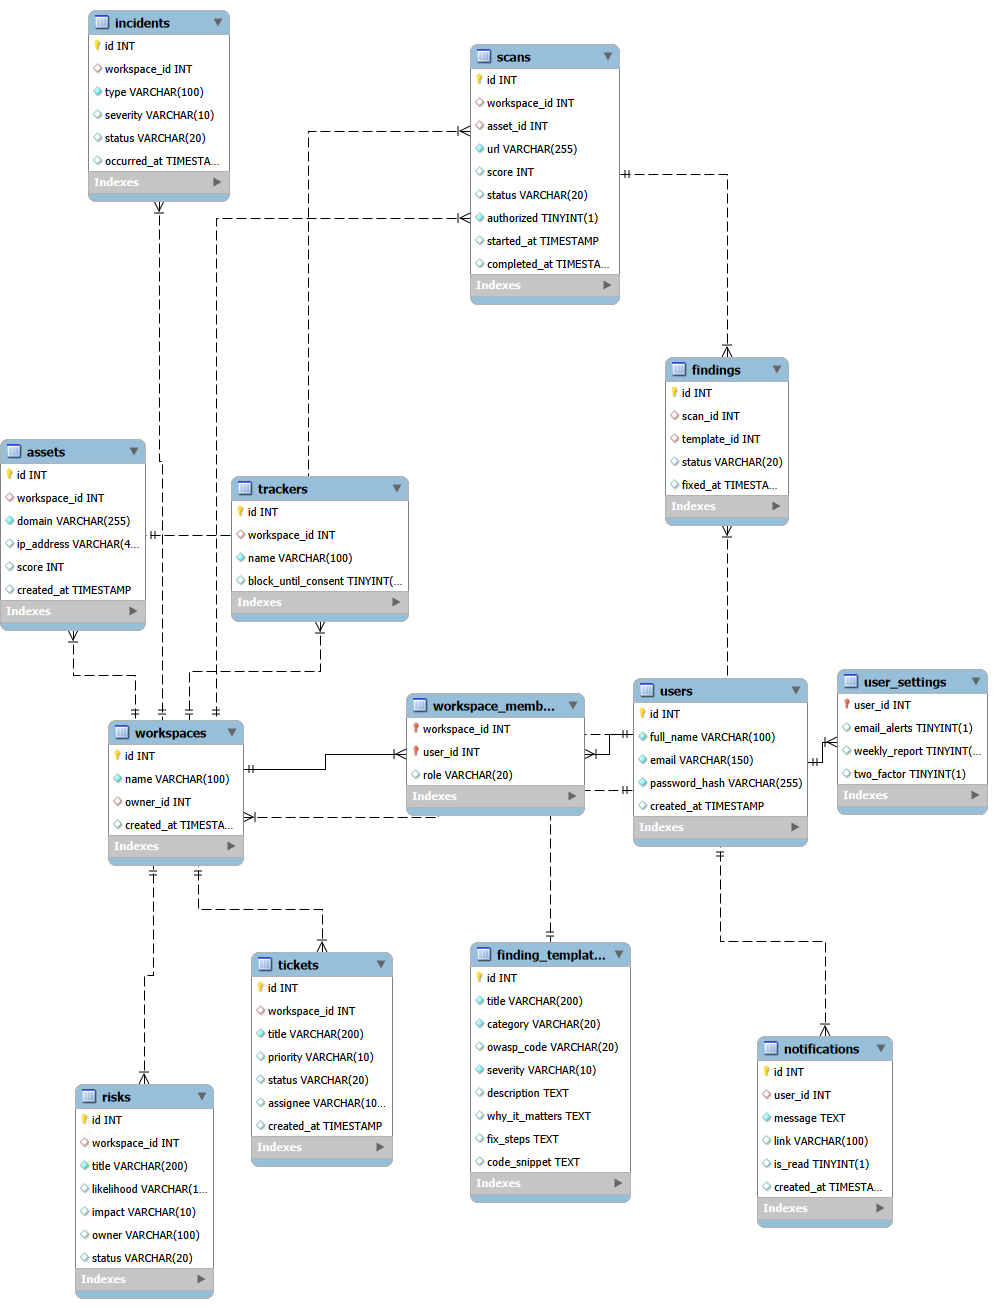 incidents
id INT
workspace_id INT
type VARCHAR(100)
severity VARCHAR(10)
status VARCHAR(20)
occurred_at TIMESTA...
Indexes
scans
id INT
workspace_id INT
asset_id INT
url VARCHAR(255)
score INT
status VARCHAR(20)
authorized TINYINT(1)
started_at TIMESTAMP
completed_at TIMESTA...
Indexes
findings
id INT
scan_id INT
template_id INT
status VARCHAR(20)
fixed_at TIMESTA...
Indexes
assets
id INT
workspace_id INT
domain VARCHAR(255)
ip_address VARCHAR(4...
score INT
created_at TIMESTAMP
Indexes
trackers
id INT
workspace_id INT
name VARCHAR(100)
block_until_consent TINYINT(...
Indexes
workspaces
id INT
name VARCHAR(100)
owner_id INT
created_at TIMESTA...
Indexes
workspace_memb...
workspace_id INT
user_id INT
role VARCHAR(20)
Indexes
users
id INT
full_name VARCHAR(100)
email VARCHAR(150)
password_hash VARCHAR(255)
created_at TIMESTAMP
Indexes
user_settings
user_id INT
email_alerts TINYINT(1)
weekly_report TINYINT(...
two_factor TINYINT(1)
Indexes
tickets
id INT
workspace_id INT
title VARCHAR(200)
priority VARCHAR(10)
status VARCHAR(20)
assignee VARCHAR(10...
created_at TIMESTAMP
Indexes
finding_templat...
id INT
title VARCHAR(200)
category VARCHAR(20)
owasp_code VARCHAR(20)
severity VARCHAR(10)
description TEXT
why_it_matters TEXT
fix_steps TEXT
code_snippet TEXT
Indexes
notifications
id INT
user_id INT
message TEXT
link VARCHAR(100)
is_read TINYINT(1)
created_at TIMESTA...
Indexes
risks
id INT
workspace_id INT
title VARCHAR(200)
likelihood VARCHAR(1...
impact VARCHAR(10)
owner VARCHAR(100)
status VARCHAR(20)
Indexes